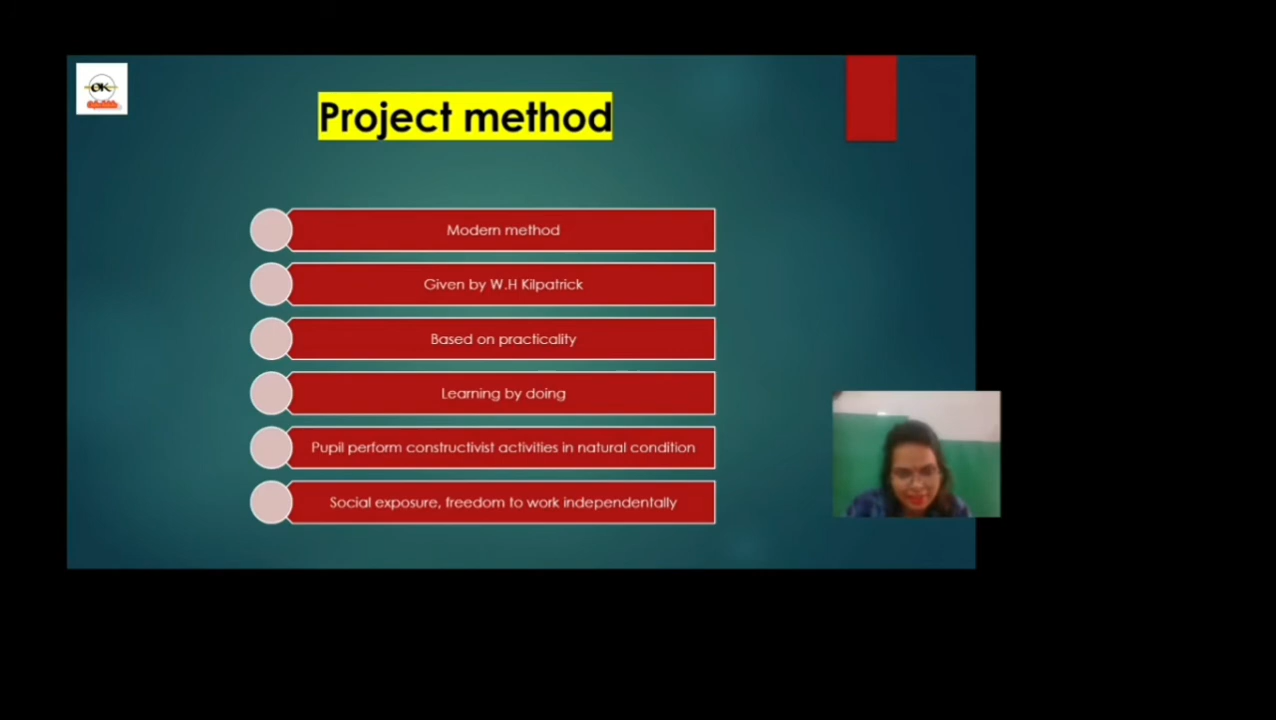 OK
Project method
Modern method
Given by W.H Kilpatrick
Based on practicality
Learning by doing
Pupil perform constructivist activities in natural condition
Social exposure, freedom to work independentally